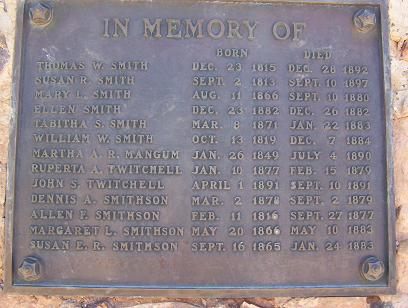 IN MEMORY OF
BORN DIED
THOMAS W. SMITH DEC. 23 1815 DEC. 28 1892
SUSAN R. SMITH SEPT. 2 1813 SEPT. 10 1897
MARY L. SMITH AUG. 11 1866 SEPT. 10 1880
ELLEN SMITH DEC. 23 1882 DEC. 26 1882
TABITHA S. SMITH MAR. 8 1871 JAN. 22 1883
WILLIAM W. SMITH OCT. 13 1819 DEC. 7 1884
MARTHA A. R. MANGUM JAN. 26 1849 JULY 4 1890
RUPERTA A. TWITCHELL JAN. 10 1877 FEB. 15 1879
JOHN S. TWITCHELL APRIL 1 1891 SEPT. 10 1891
DENNIS A. SMITHSON MAR. 2 1878 SEPT. 2 1879
ALLEN F. SMITHSON FEB. 11 1816 SEPT. 27 1877
MARGARET L. SMITHSON MAY 20 1866 MAY 10 1883
SUSAN E. R. SMITHSON SEPT. 16 1865 JAN. 24 1883